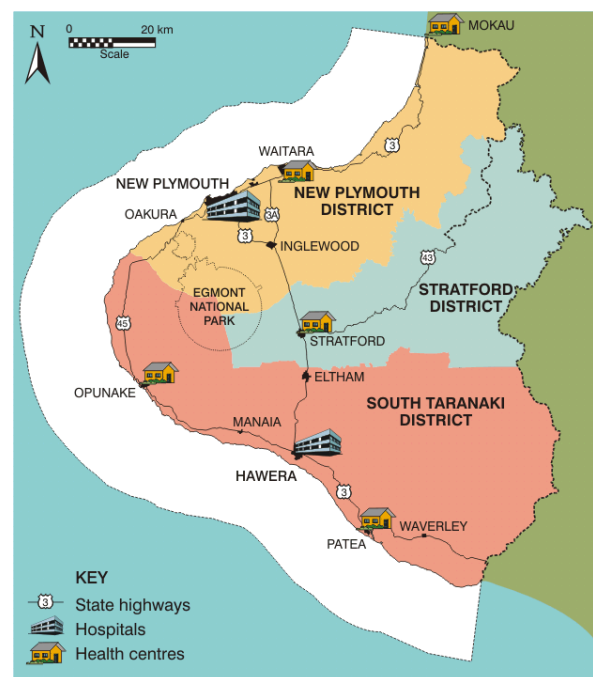 MOKAU
N
0 20 km
Scale
3
WAITARA
NEW PLYMOUTH
NEW PLYMOUTH
DISTRICT
OAKURA
3A
3
INGLEWOOD
43
EGMONT
NATIONAL
PARK
STRATFORD
DISTRICT
45
STRATFORD
ELTHAM
OPUNAKE
SOUTH TARANAKI
DISTRICT
MANAIA
HAWERA
3
WAVERLEY
PATEA
KEY
3 State highways
Hospitals
Health centres